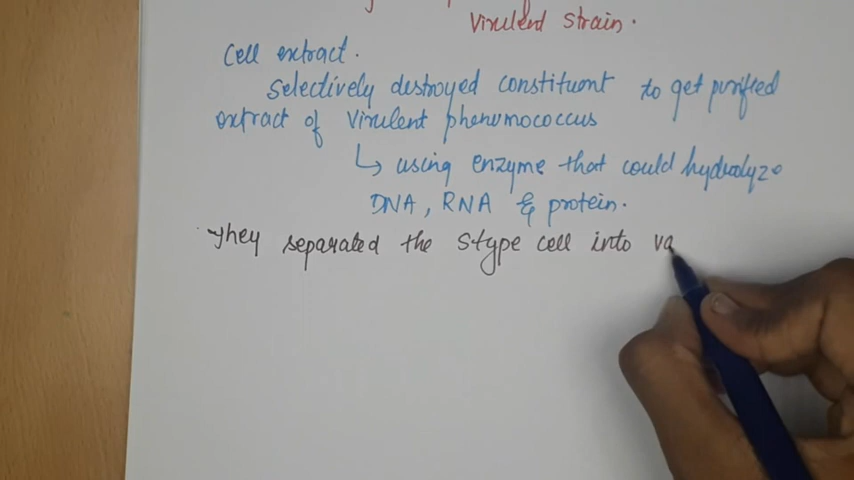 Virulent strain.
Cell extract.
Selectively destroyed constituent to get purified
extract of virulent phenumococcus
↳ using enzyme that could hydrolyze
DNA, RNA & protein.
They separated the S type cell into va